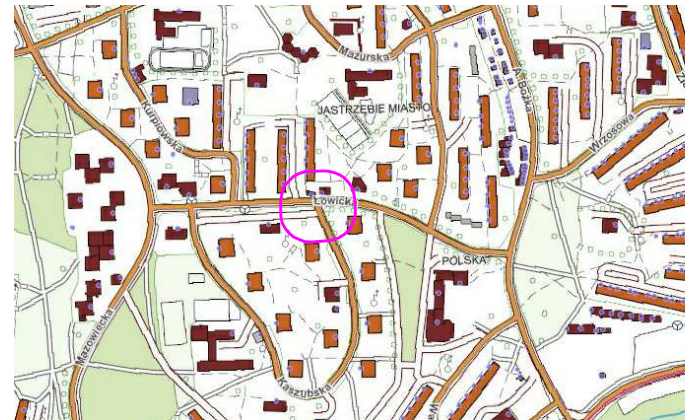 Mazurska
JASTRZĘBIE MIASTO
Kurpiowska
Wrzosowa
Łowicka
POLSKA
Mazowiecka
Kaszubska